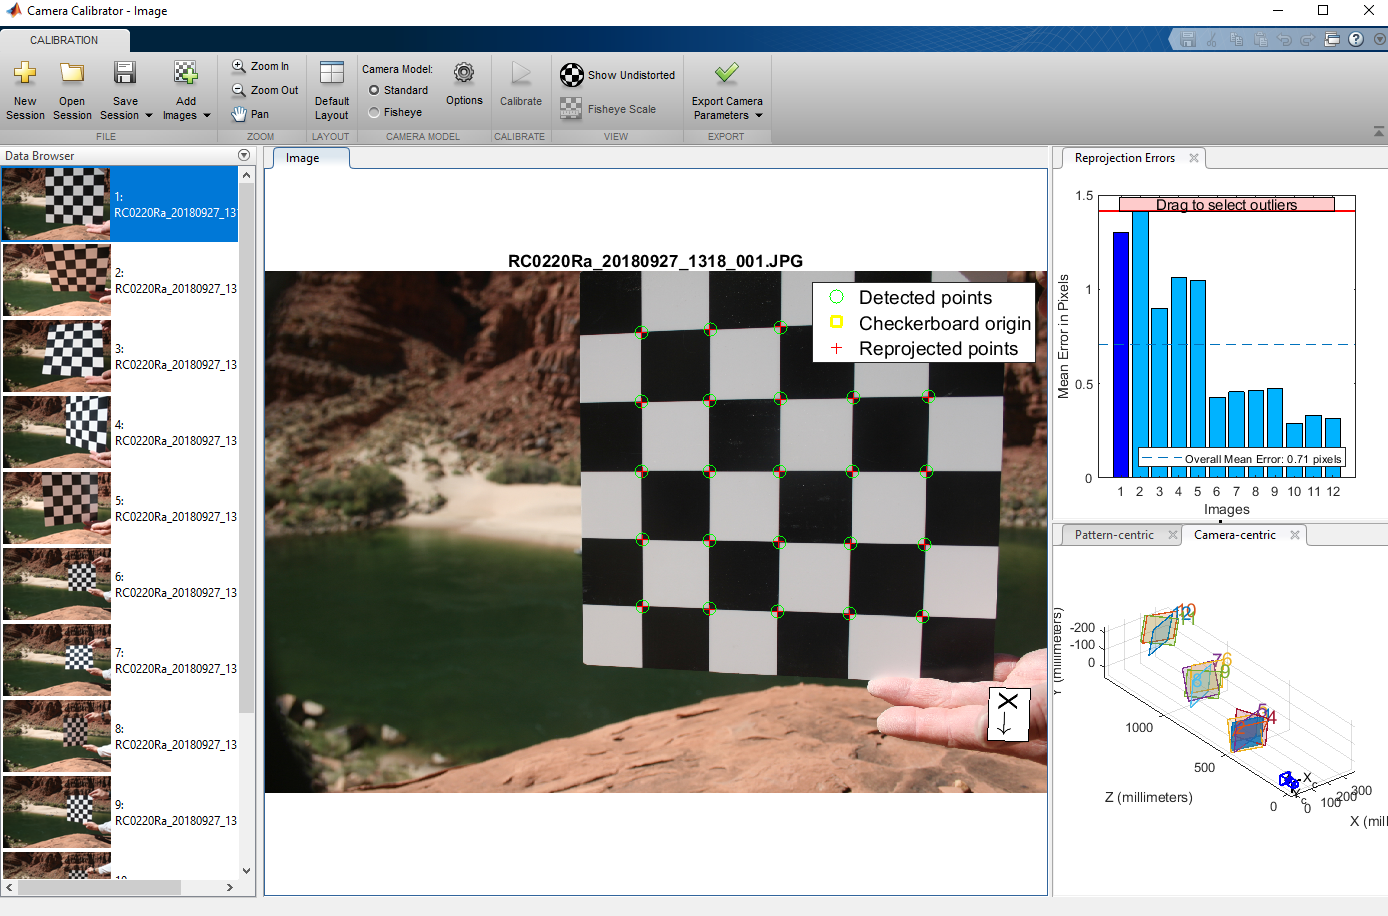 Camera Calibrator - Image
CALIBRATION
New Session
Open Session
Save Session
Add Images
FILE
Zoom In
Zoom Out
Pan
ZOOM
Default Layout
LAYOUT
Camera Model:
Standard
Fisheye
Options
CAMERA MODEL
Calibrate
CALIBRATE
Show Undistorted
Fisheye Scale
VIEW
Export Camera Parameters
EXPORT
Data Browser
1:
RC0220Ra_20180927_13
2:
RC0220Ra_20180927_13
3:
RC0220Ra_20180927_13
4:
RC0220Ra_20180927_13
5:
RC0220Ra_20180927_13
6:
RC0220Ra_20180927_13
7:
RC0220Ra_20180927_13
8:
RC0220Ra_20180927_13
9:
RC0220Ra_20180927_13
Image
RC0220Ra_20180927_1318_001.JPG
Detected points
Checkerboard origin
Reprojected points
X
Reprojection Errors
Drag to select outliers
1.5
1
0.5
0
Mean Error in Pixels
Overall Mean Error: 0.71 pixels
1 2 3 4 5 6 7 8 9 10 11 12
Images
Pattern-centric
Camera-centric
-200
-100
0
Y (millimeters)
1000
500
0
Z (millimeters)
0 100 200 300
X (mill
Xc
Yc